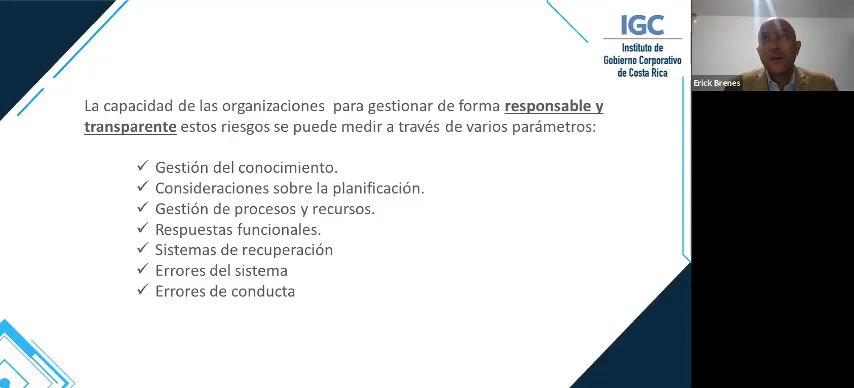 IGC
Instituto de
Gobierno Corporativo
de Costa Rica
Erick Brenes
La capacidad de las organizaciones para gestionar de forma responsable y
transparente estos riesgos se puede medir a través de varios parámetros:
✓ Gestión del conocimiento.
✓ Consideraciones sobre la planificación.
✓ Gestión de procesos y recursos.
✓ Respuestas funcionales.
✓ Sistemas de recuperación
✓ Errores del sistema
✓ Errores de conducta